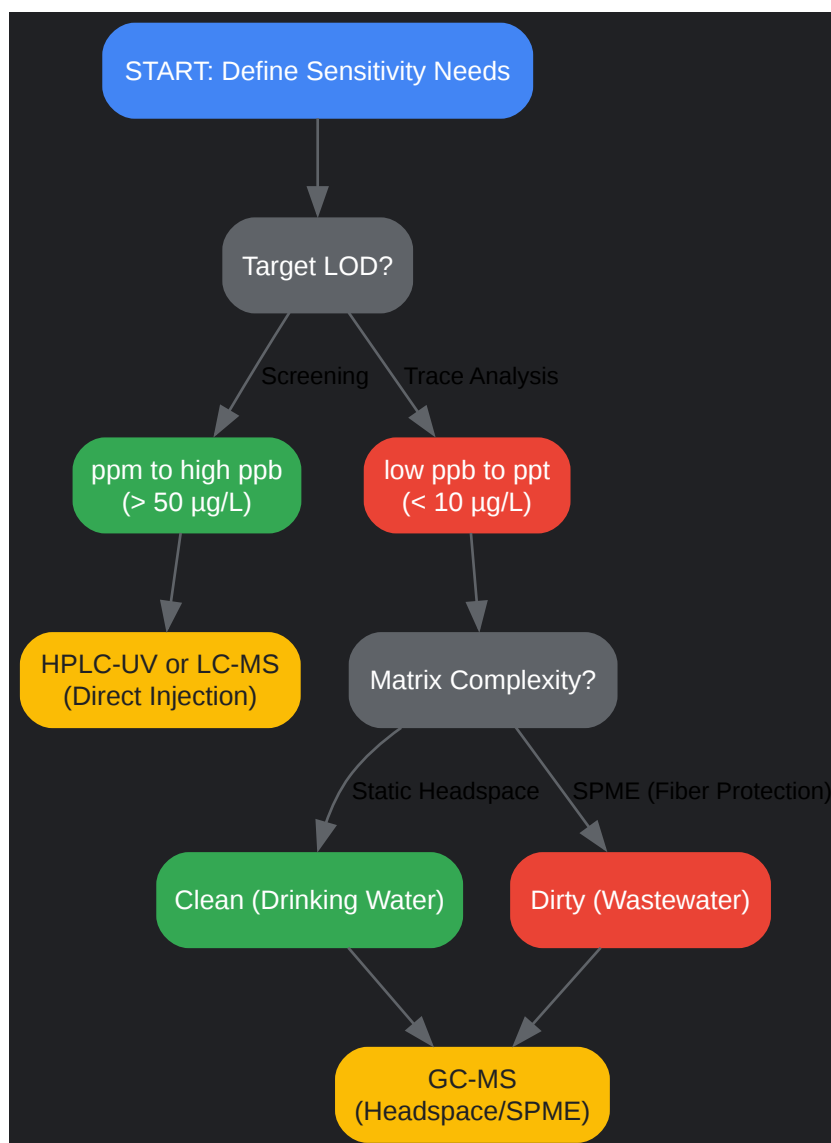 START: Define Sensitivity Needs
Target LOD?
Screening
Trace Analysis
ppm to high ppb
(> 50 µg/L)
low ppb to ppt
(< 10 µg/L)
HPLC-UV or LC-MS
(Direct Injection)
Matrix Complexity?
Static Headspace
SPME (Fiber Protection)
Clean (Drinking Water)
Dirty (Wastewater)
GC-MS
(Headspace/SPME)